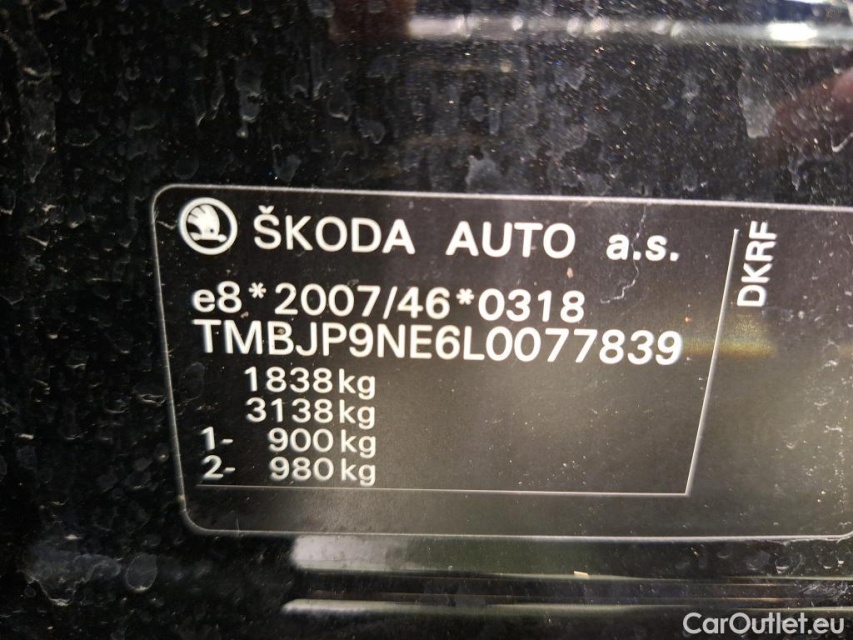 ŠKODA AUTO a.s.
e8*2007/46*0318
TMBJP9NE6L0077839
1838kg
3138kg
1- 900kg
2- 980kg
DKRF
CarOutlet.eu